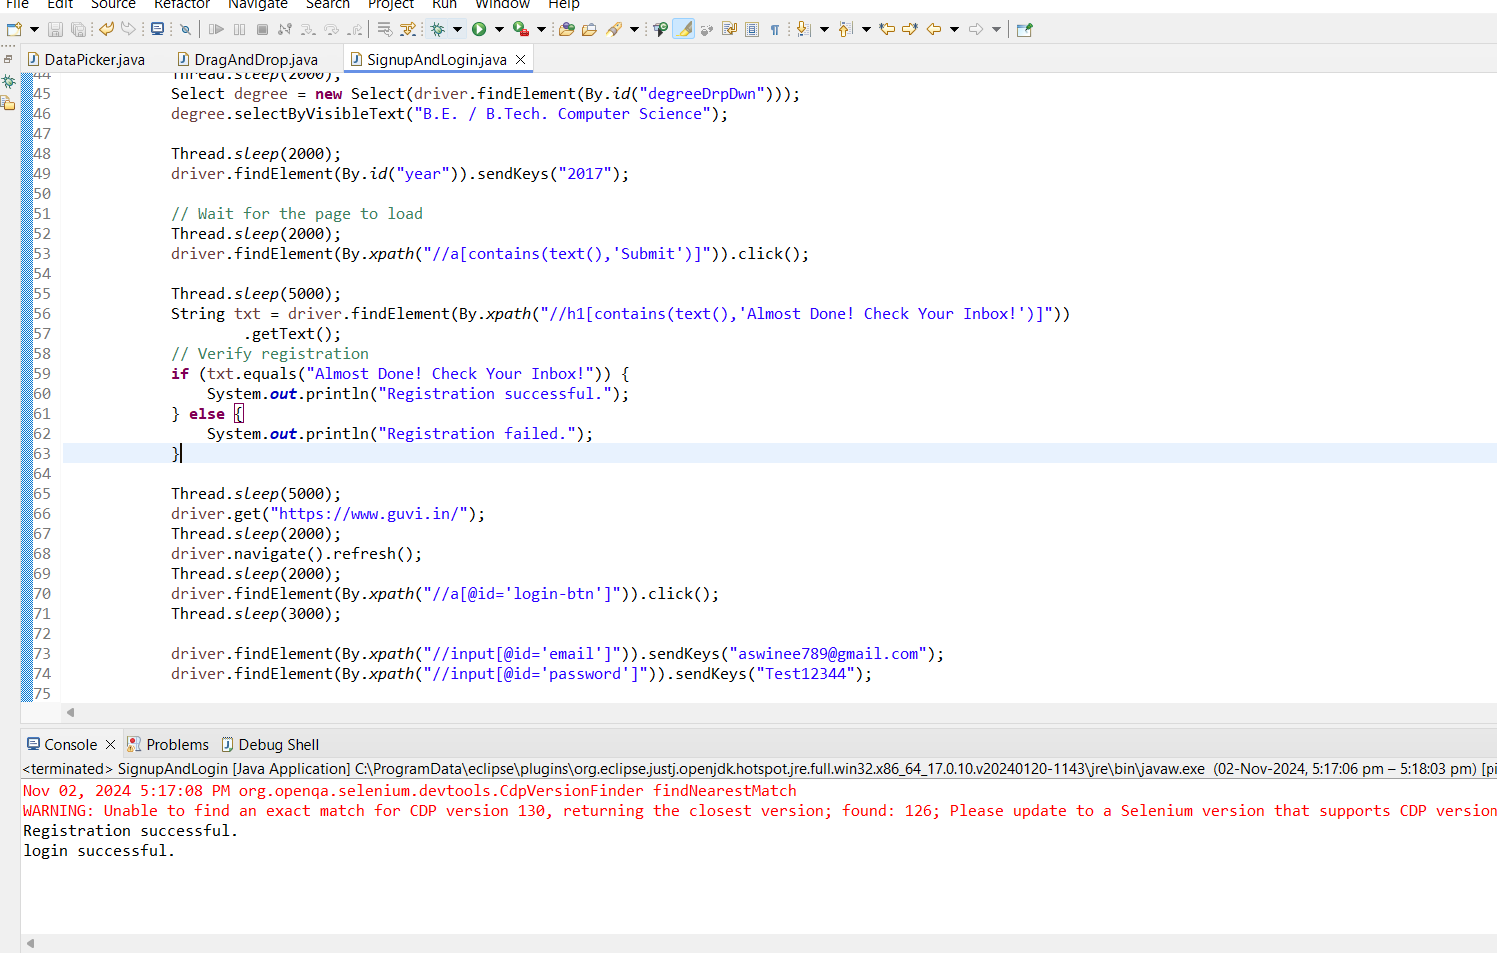 File Edit Source Refactor Navigate Search Project Run Window Help
DataPicker.java DragAndDrop.java SignupAndLogin.java
44 Thread.sleep(2000);
45 Select degree = new Select(driver.findElement(By.id("degreeDrpDwn")));
46 degree.selectByVisibleText("B.E. / B.Tech. Computer Science");
47
48 Thread.sleep(2000);
49 driver.findElement(By.id("year")).sendKeys("2017");
50
51 // Wait for the page to load
52 Thread.sleep(2000);
53 driver.findElement(By.xpath("//a[contains(text(),'Submit')]")).click();
54
55 Thread.sleep(5000);
56 String txt = driver.findElement(By.xpath("//h1[contains(text(),'Almost Done! Check Your Inbox!')]"))
57 .getText();
58 // Verify registration
59 if (txt.equals("Almost Done! Check Your Inbox!")) {
60 System.out.println("Registration successful.");
61 } else {
62 System.out.println("Registration failed.");
63 }
64
65 Thread.sleep(5000);
66 driver.get("https://www.guvi.in/");
67 Thread.sleep(2000);
68 driver.navigate().refresh();
69 Thread.sleep(2000);
70 driver.findElement(By.xpath("//a[@id='login-btn']")).click();
71 Thread.sleep(3000);
72
73 driver.findElement(By.xpath("//input[@id='email']")).sendKeys("aswinee789@gmail.com");
74 driver.findElement(By.xpath("//input[@id='password']")).sendKeys("Test12344");
75
Console Problems Debug Shell
<terminated> SignupAndLogin [Java Application] C:\ProgramData\eclipse\plugins\org.eclipse.justj.openjdk.hotspot.jre.full.win32.x86_64_17.0.10.v20240120-1143\jre\bin\javaw.exe (02-Nov-2024, 5:17:06 pm – 5:18:03 pm) [pi
Nov 02, 2024 5:17:08 PM org.openqa.selenium.devtools.CdpVersionFinder findNearestMatch
WARNING: Unable to find an exact match for CDP version 130, returning the closest version; found: 126; Please update to a Selenium version that supports CDP version
Registration successful.
login successful.